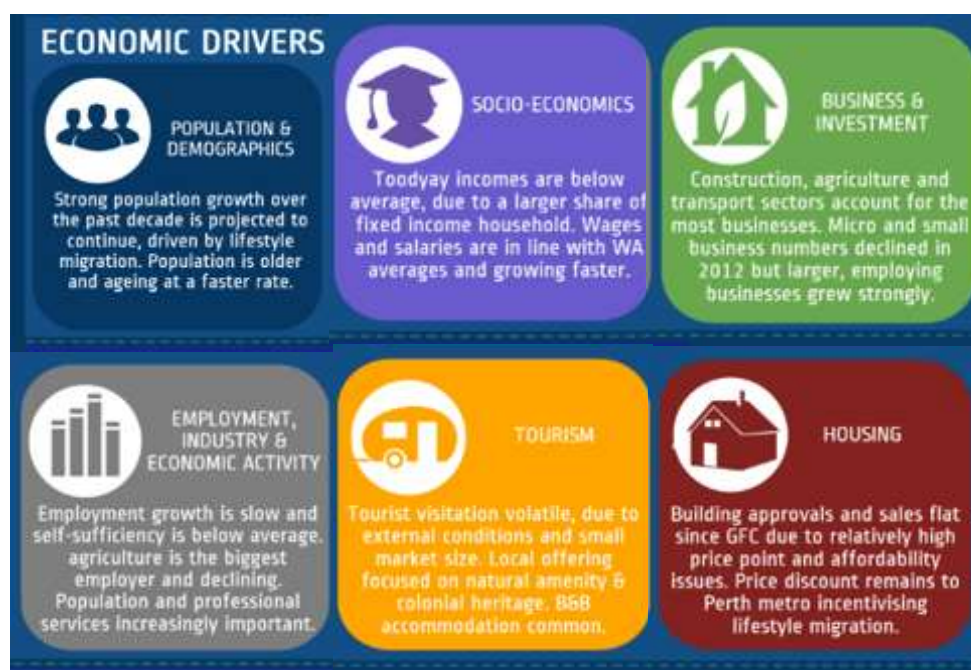 ECONOMIC DRIVERS
POPULATION &
DEMOGRAPHICS
Strong population growth over
the past decade is projected to
continue, driven by lifestyle
migration. Population is older
and ageing at a faster rate.
SOCIO-ECONOMICS
Toodyay incomes are below
average, due to a larger share of
fixed income household. Wages
and salaries are in line with WA
averages and growing faster.
BUSINESS &
INVESTMENT
Construction, agriculture and
transport sectors account for the
most businesses. Micro and small
business numbers declined in
2012 but larger, employing
businesses grew strongly.
EMPLOYMENT,
INDUSTRY &
ECONOMIC ACTIVITY
Employment growth is slow and
self-sufficiency is below average.
agriculture is the biggest
employer and declining.
Population and professional
services increasingly important.
TOURISM
Tourist visitation volatile, due to
external conditions and small
market size. Local offering
focused on natural amenity &
colonial heritage. B&B
accommodation common.
HOUSING
Building approvals and sales flat
since GFC due to relatively high
price point and affordability
issues. Price discount remains to
Perth metro incentivising
lifestyle migration.